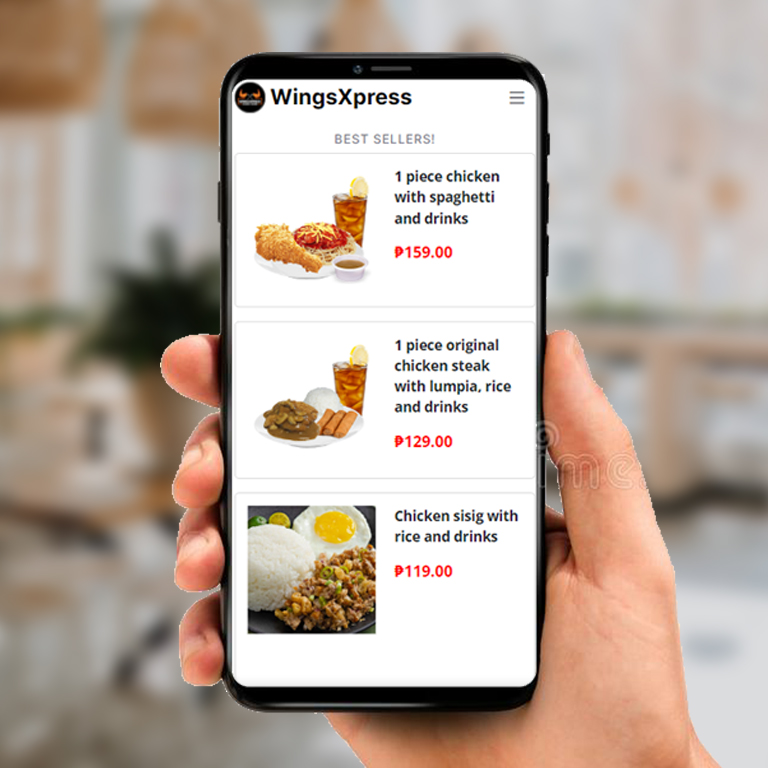 WingsXpress
BEST SELLERS!
1 piece chicken
with spaghetti
and drinks
₱159.00
1 piece original
chicken steak
with lumpia, rice
and drinks
₱129.00
Chicken sisig with
rice and drinks
₱119.00